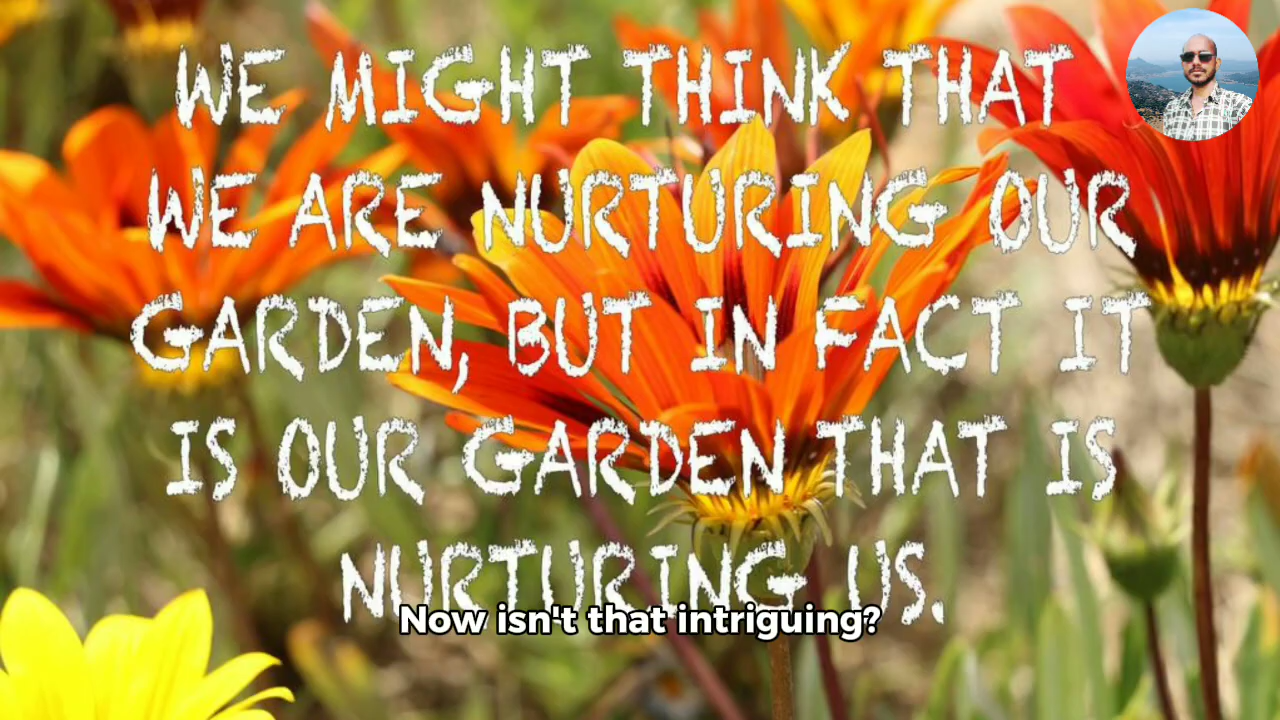 WE MIGHT THINK THAT
WE ARE NURTURING OUR
GARDEN, BUT IN FACT IT
IS OUR GARDEN THAT IS
NURTURING US.
Now isn't that intriguing?